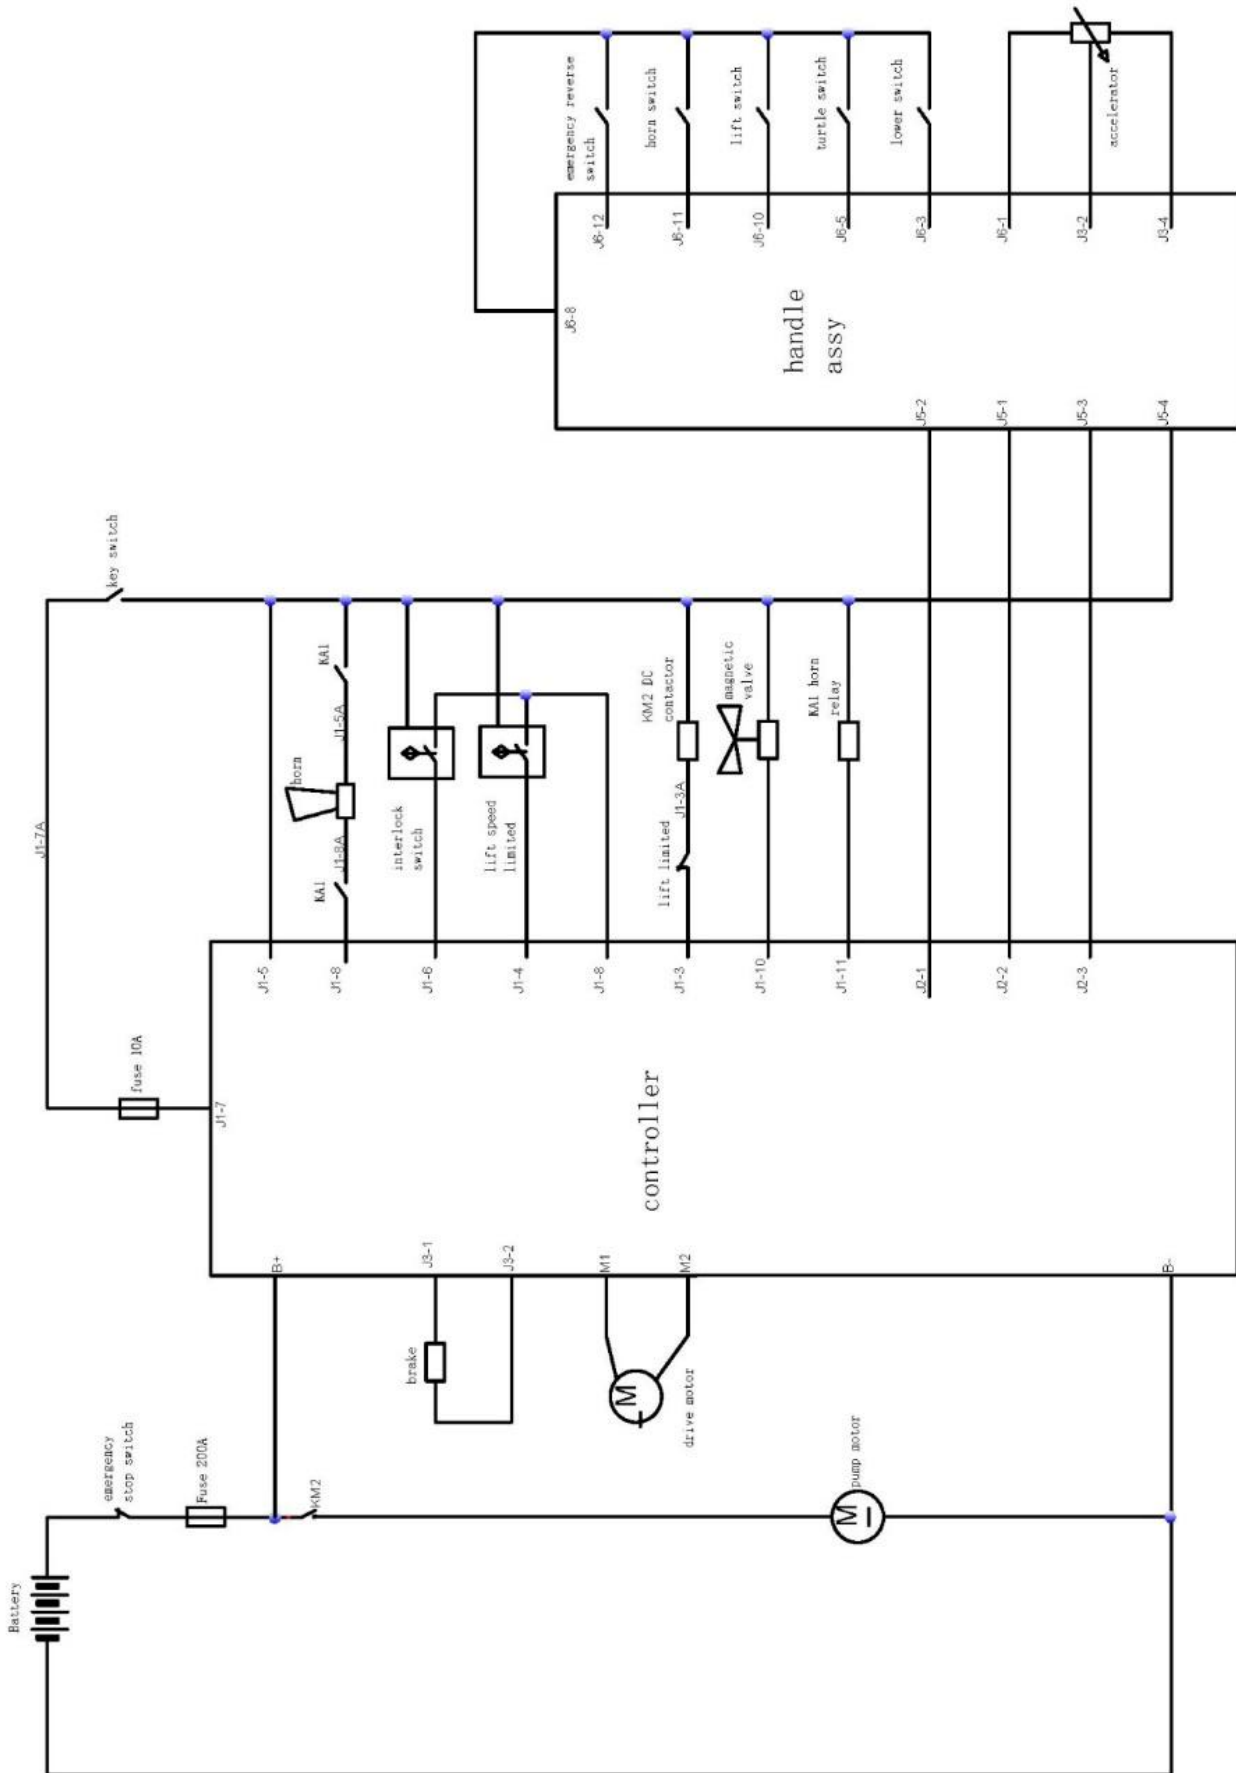 Battery
emergency
stop switch
Fuse 200A
KM2
pump motor
B+
B-
brake
J3-1
J3-2
M1
M2
M
drive motor
M
controller
J1-7
fuse 10A
J1-7A
key switch
J1-5
J1-8
KA1
J1-8A
horn
J1-5A
KA1
J1-6
interlock
switch
J1-4
lift speed
limited
J1-8
J1-3
lift limited
J1-3A
KM2 DC
contactor
J1-10
magnetic
valve
J1-11
KA1 horn
relay
J2-1
J2-2
J2-3
J5-2
J5-1
J5-3
J5-4
handle
assy
J6-8
J6-12
J6-11
J6-10
J6-5
J6-3
J6-1
J3-2
J3-4
emergency reverse
switch
horn switch
lift switch
turtle switch
lower switch
accelerator